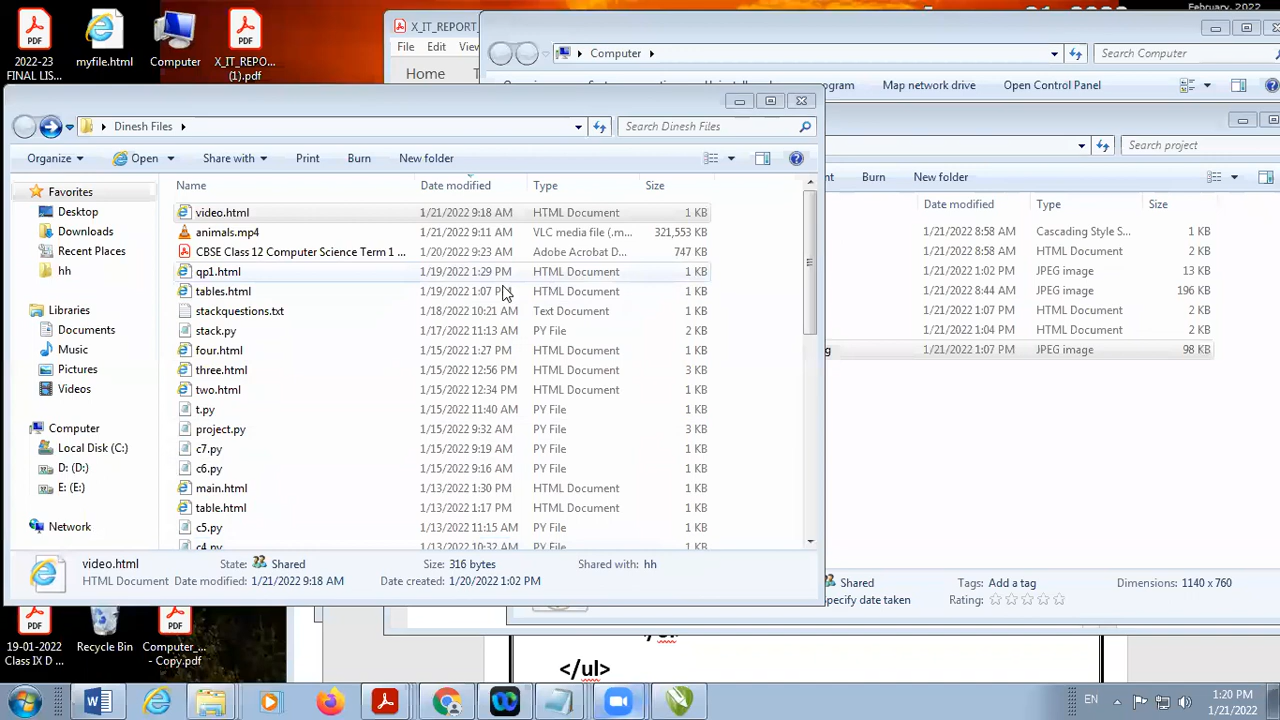 February, 2022
2022-23
FINAL LIS...
myfile.html
Computer
X_IT_REPO...
(1).pdf
X_IT_REPORT
File Edit View
Home
Computer
Search Computer
Map network drive
Open Control Panel
Search project
Burn
New folder
Date modified
Type
Size
1/21/2022 8:58 AM Cascading Style S... 1 KB
1/21/2022 8:58 AM HTML Document 2 KB
1/21/2022 1:02 PM JPEG image 13 KB
1/21/2022 8:44 AM JPEG image 196 KB
1/21/2022 1:07 PM HTML Document 2 KB
1/21/2022 1:04 PM HTML Document 2 KB
g 1/21/2022 1:07 PM JPEG image 98 KB
Dinesh Files
Search Dinesh Files
Organize Open Share with Print Burn New folder
Name Date modified Type Size
Favorites
Desktop
Downloads
Recent Places
hh
Libraries
Documents
Music
Pictures
Videos
Computer
Local Disk (C:)
D: (D:)
E: (E:)
Network
video.html 1/21/2022 9:18 AM HTML Document 1 KB
animals.mp4 1/21/2022 9:11 AM VLC media file (.m... 321,553 KB
CBSE Class 12 Computer Science Term 1 ... 1/20/2022 9:23 AM Adobe Acrobat D... 747 KB
qp1.html 1/19/2022 1:29 PM HTML Document 1 KB
tables.html 1/19/2022 1:07 PM HTML Document 1 KB
stackquestions.txt 1/18/2022 10:21 AM Text Document 1 KB
stack.py 1/17/2022 11:13 AM PY File 2 KB
four.html 1/15/2022 1:27 PM HTML Document 1 KB
three.html 1/15/2022 12:56 PM HTML Document 3 KB
two.html 1/15/2022 12:34 PM HTML Document 1 KB
t.py 1/15/2022 11:40 AM PY File 1 KB
project.py 1/15/2022 9:32 AM PY File 3 KB
c7.py 1/15/2022 9:19 AM PY File 1 KB
c6.py 1/15/2022 9:16 AM PY File 1 KB
main.html 1/13/2022 1:30 PM HTML Document 1 KB
table.html 1/13/2022 1:17 PM HTML Document 1 KB
c5.py 1/13/2022 11:15 AM PY File 1 KB
c4.py 1/13/2022 10:32 AM PY File 1 KB
video.html State: Shared Size: 316 bytes Shared with: hh
HTML Document Date modified: 1/21/2022 9:18 AM Date created: 1/20/2022 1:02 PM
Shared Tags: Add a tag Dimensions: 1140 x 760
specify date taken Rating:
</ul>
19-01-2022
Class IX D ...
Recycle Bin
Computer_...
- Copy.pdf
EN
1:20 PM
1/21/2022